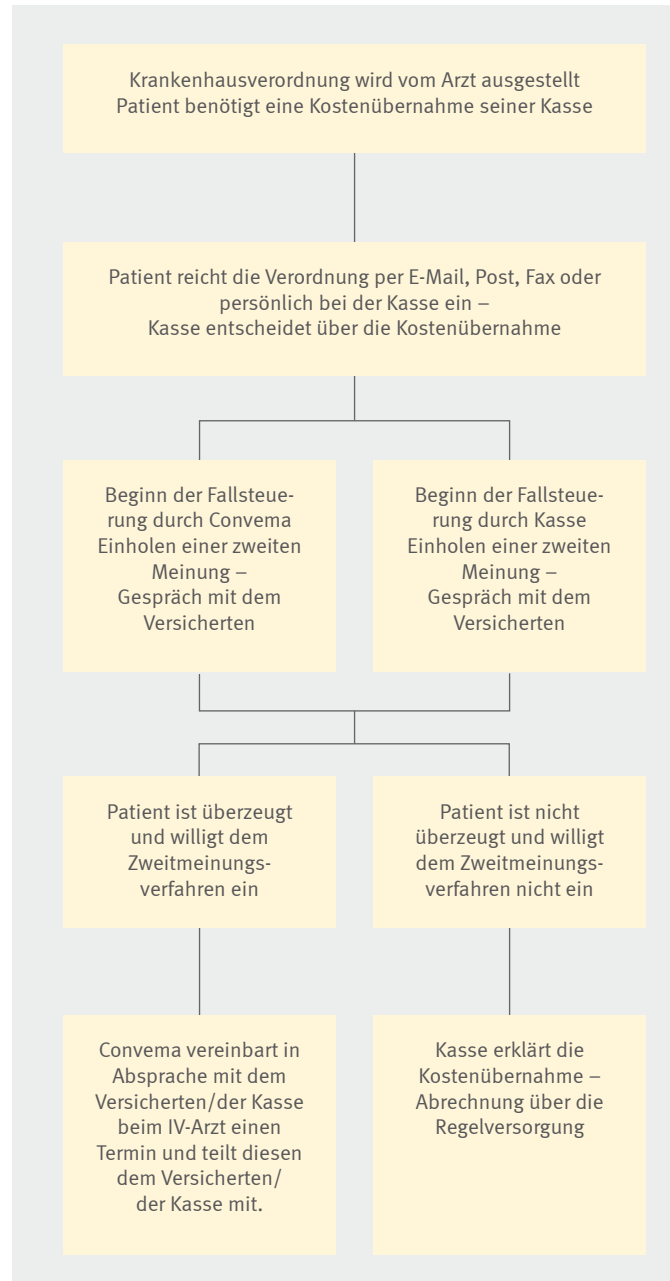 Krankenhausverordnung wird vom Arzt ausgestellt
Patient benötigt eine Kostenübernahme seiner Kasse
Patient reicht die Verordnung per E-Mail, Post, Fax oder
persönlich bei der Kasse ein –
Kasse entscheidet über die Kostenübernahme
Beginn der Fallsteue-
rung durch Convema
Einholen einer zweiten
Meinung –
Gespräch mit dem
Versicherten
Beginn der Fallsteue-
rung durch Kasse
Einholen einer zweiten
Meinung –
Gespräch mit dem
Versicherten
Patient ist überzeugt
und willigt dem
Zweitmeinungs-
verfahren ein
Patient ist nicht
überzeugt und willigt
dem Zweitmeinungs-
verfahren nicht ein
Convema vereinbart in
Absprache mit dem
Versicherten/der Kasse
beim IV-Arzt einen
Termin und teilt diesen
dem Versicherten/
der Kasse mit.
Kasse erklärt die
Kostenübernahme –
Abrechnung über die
Regelversorgung